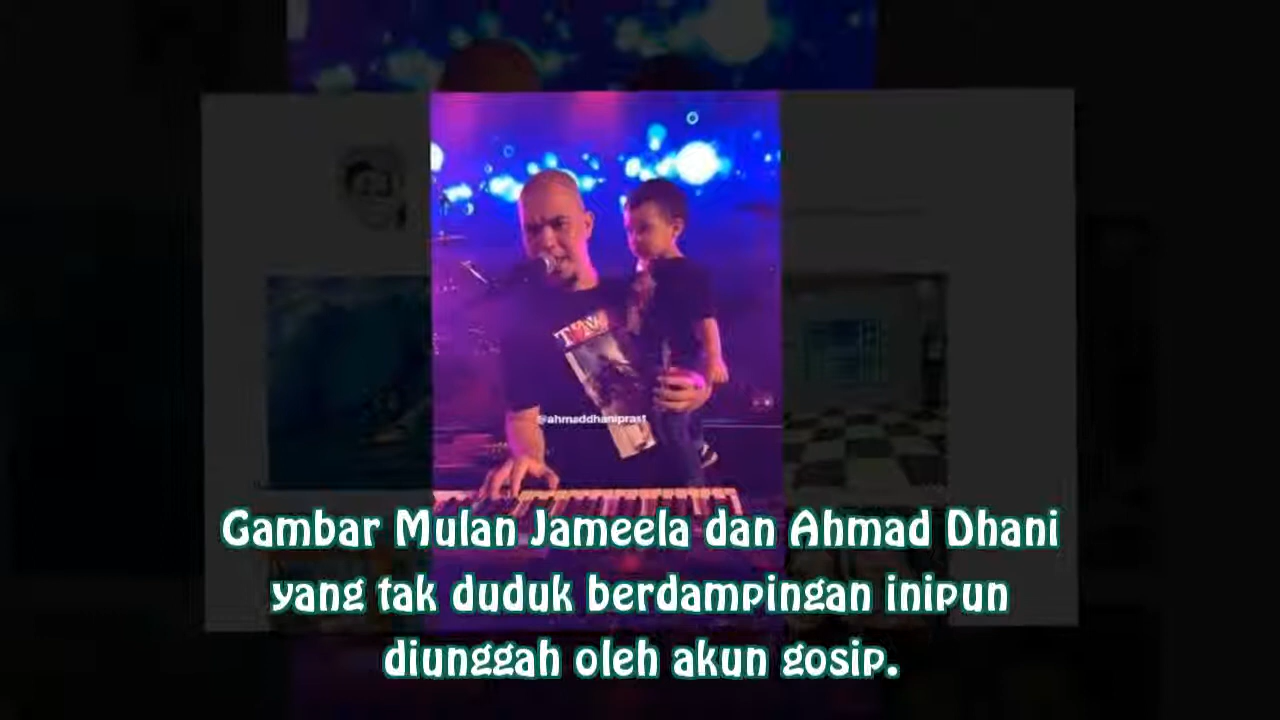 @ahmaddhaniprast
Gambar Mulan Jameela dan Ahmad Dhani
yang tak duduk berdampingan inipun
diunggah oleh akun gosip.